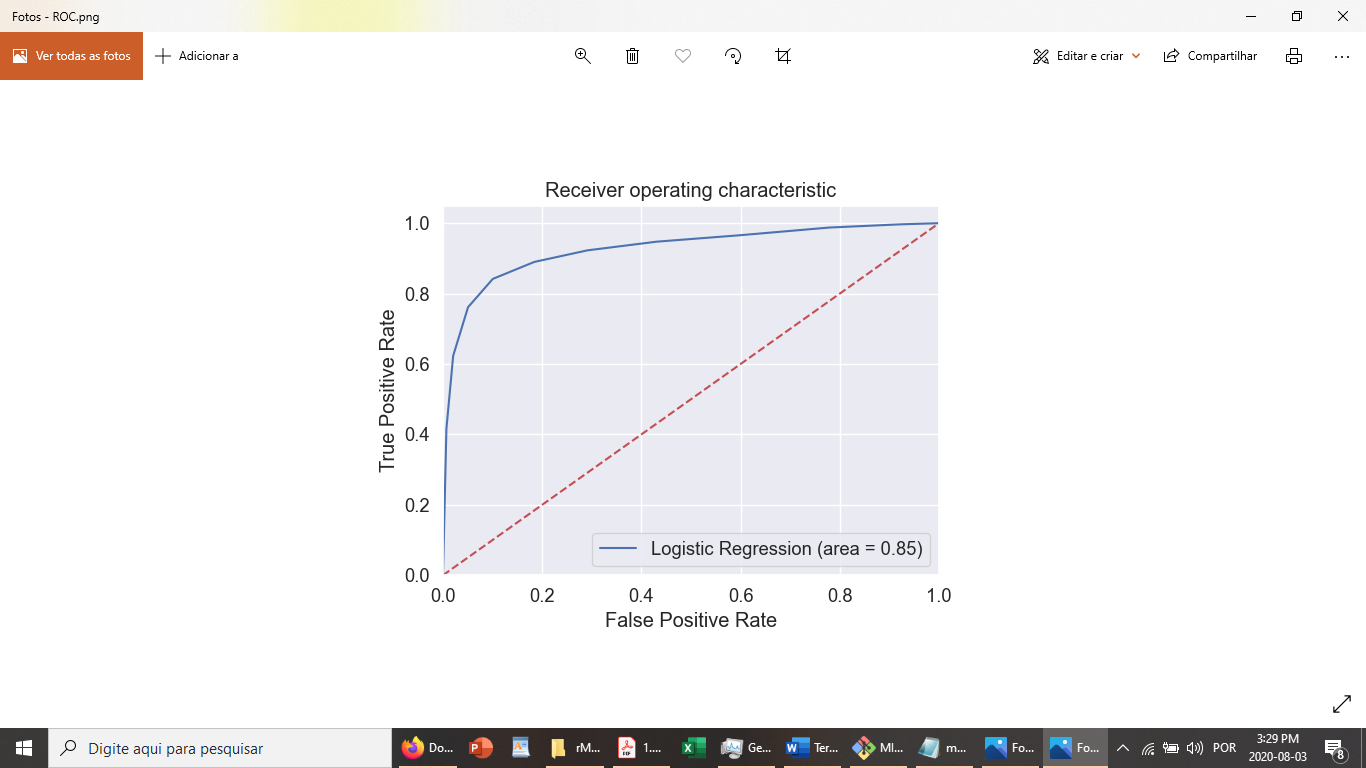 Fotos - ROC.png
Ver todas as fotos
Adicionar a
Editar e criar
Compartilhar
Receiver operating characteristic
1.0
0.8
0.6
0.4
0.2
0.0
True Positive Rate
Logistic Regression (area = 0.85)
0.0 0.2 0.4 0.6 0.8 1.0
False Positive Rate
Digite aqui para pesquisar
Do...
rM...
1....
Ge...
Ter...
MI...
m...
Fo...
Fo...
POR
3:29 PM
2020-08-03
8